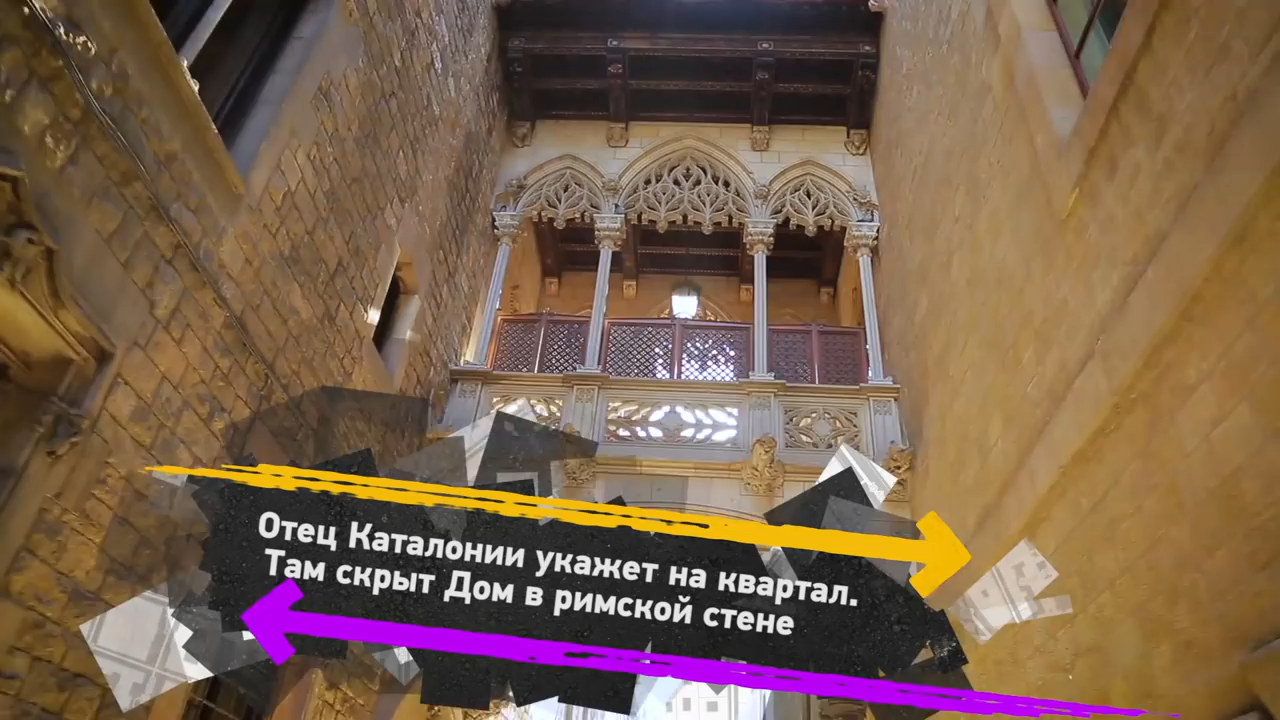 Отец Каталонии укажет на квартал.
Там скрыт Дом в римской стене